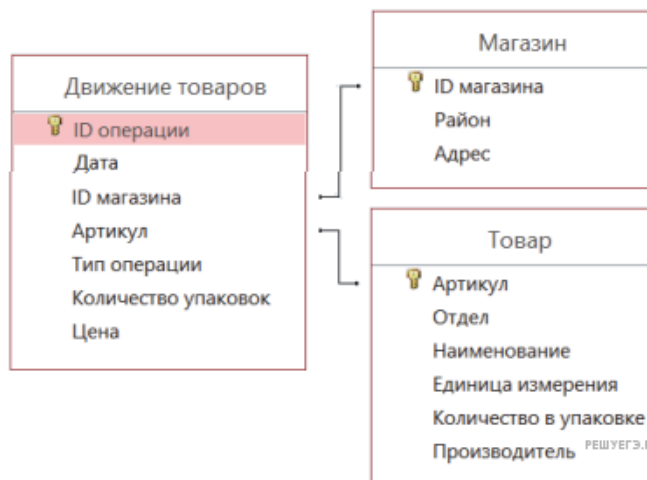 Движение товаров
ID операции
Дата
ID магазина
Артикул
Тип операции
Количество упаковок
Цена
Магазин
ID магазина
Район
Адрес
Товар
Артикул
Отдел
Наименование
Единица измерения
Количество в упаковке
Производитель